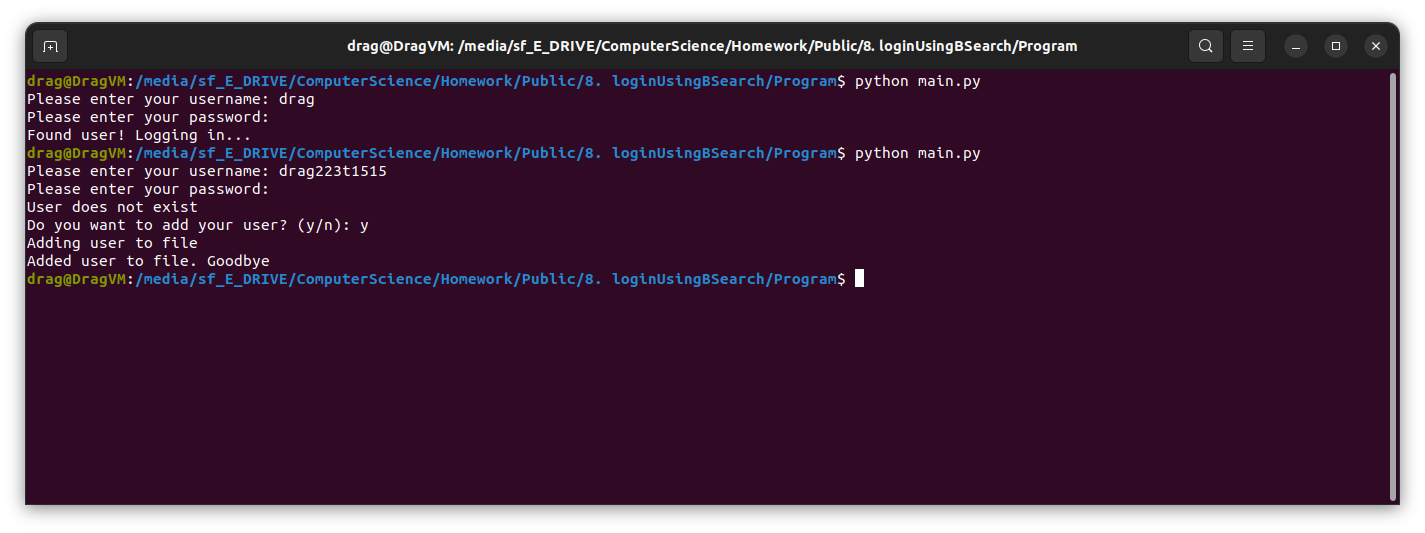 drag@DragVM: /media/sf_E_DRIVE/ComputerScience/Homework/Public/8. loginUsingBSearch/Program
drag@DragVM:/media/sf_E_DRIVE/ComputerScience/Homework/Public/8. loginUsingBSearch/Program$ python main.py
Please enter your username: drag
Please enter your password:
Found user! Logging in...
drag@DragVM:/media/sf_E_DRIVE/ComputerScience/Homework/Public/8. loginUsingBSearch/Program$ python main.py
Please enter your username: drag223t1515
Please enter your password:
User does not exist
Do you want to add your user? (y/n): y
Adding user to file
Added user to file. Goodbye
drag@DragVM:/media/sf_E_DRIVE/ComputerScience/Homework/Public/8. loginUsingBSearch/Program$